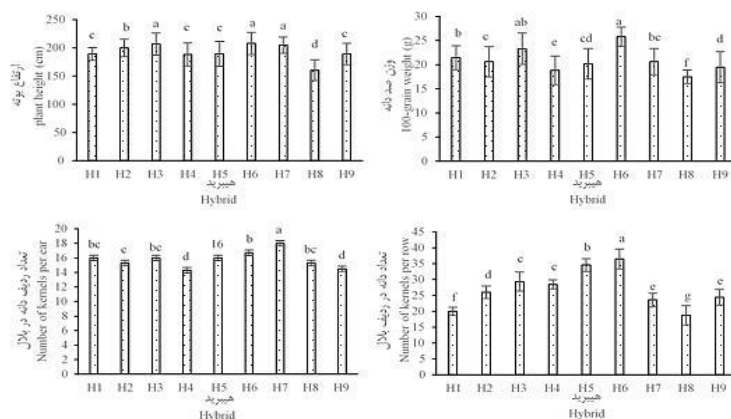 ارتفاع بوته
plant height (cm)
250
200
150
100
50
0
c b a c c a a d c
H1 H2 H3 H4 H5 H6 H7 H8 H9
هیبرید
Hybrid
وزن صد دانه
100-grain weight (g)
30
25
20
15
10
5
0
b c ab e cd a bc f d
H1 H2 H3 H4 H5 H6 H7 H8 H9
هیبرید
Hybrid
تعداد ردیف دانه در بلال
Number of kernels per ear
18
16
14
12
10
8
6
4
2
0
bc c bc d 16 b a bc d
H1 H2 H3 H4 H5 H6 H7 H8 H9
هیبرید
Hybrid
تعداد دانه در ردیف بلال
Number of kernels per row
45
40
35
30
25
20
15
10
5
0
f d c c b a e g e
H1 H2 H3 H4 H5 H6 H7 H8 H9
هیبرید
Hybrid